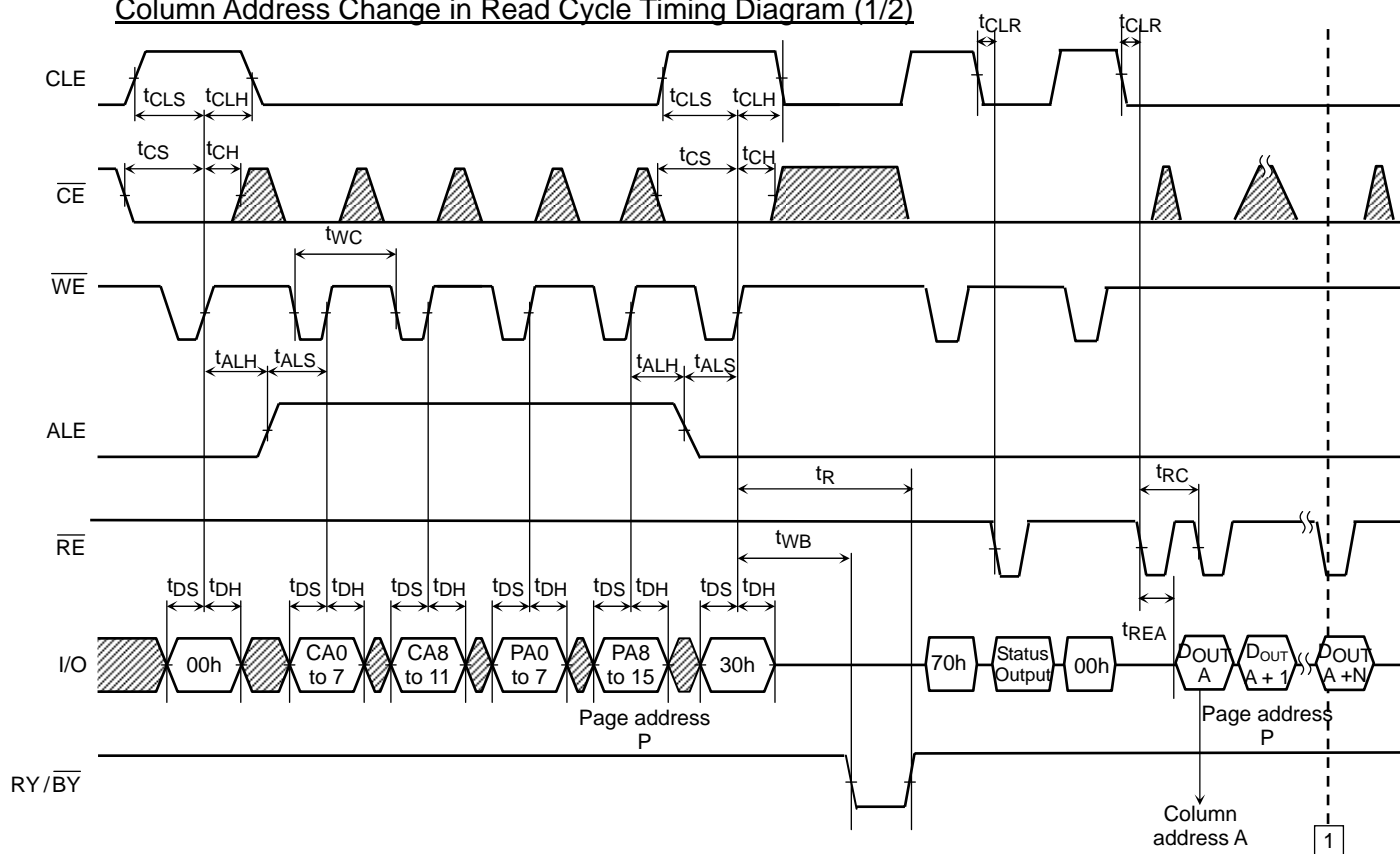 Column Address Change in Read Cycle Timing Diagram (1/2)
tCLR
tCLR
CLE
tCLS
tCLH
tCLS
tCLH
tCS
tCH
tCS
tCH
CE
tWC
WE
tALH
tALS
tALH
tALS
ALE
tR
tRC
RE
tWB
tDS
tDH
tDS
tDH
tDS
tDH
tDS
tDH
tDS
tDH
tDS
tDH
tREA
I/O
00h
CA0
to 7
CA8
to 11
PA0
to 7
PA8
to 15
30h
70h
Status
Output
00h
DOUT
A
DOUT
A + 1
DOUT
A +N
Page address
P
Page address
P
RY/BY
Column
address A
1